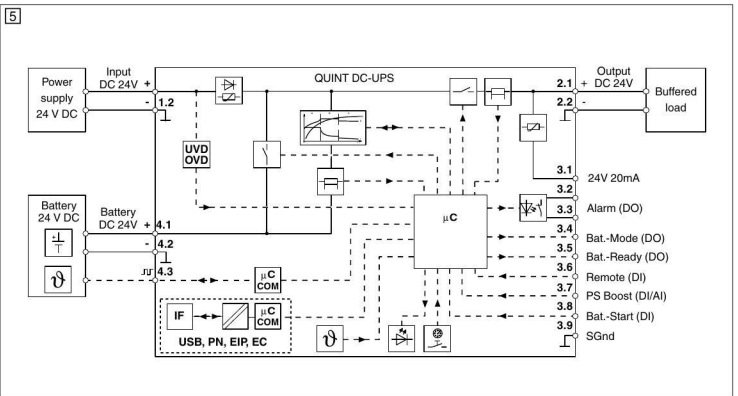 5
QUINT DC-UPS
Power
supply
24 V DC
Input
DC 24V +
- 1.2
UVD
OVD
Battery
24 V DC
Battery
DC 24V + 4.1
- 4.2
4.3
ϑ
µC
COM
IF
µC
COM
USB, PN, EIP, EC
ϑ
µC
Output
2.1 + DC 24V
2.2 -
Buffered
load
3.1
24V 20mA
3.2
3.3
Alarm (DO)
3.4
Bat.-Mode (DO)
3.5
Bat.-Ready (DO)
3.6
Remote (DI)
3.7
PS Boost (DI/AI)
3.8
Bat.-Start (DI)
3.9
SGnd